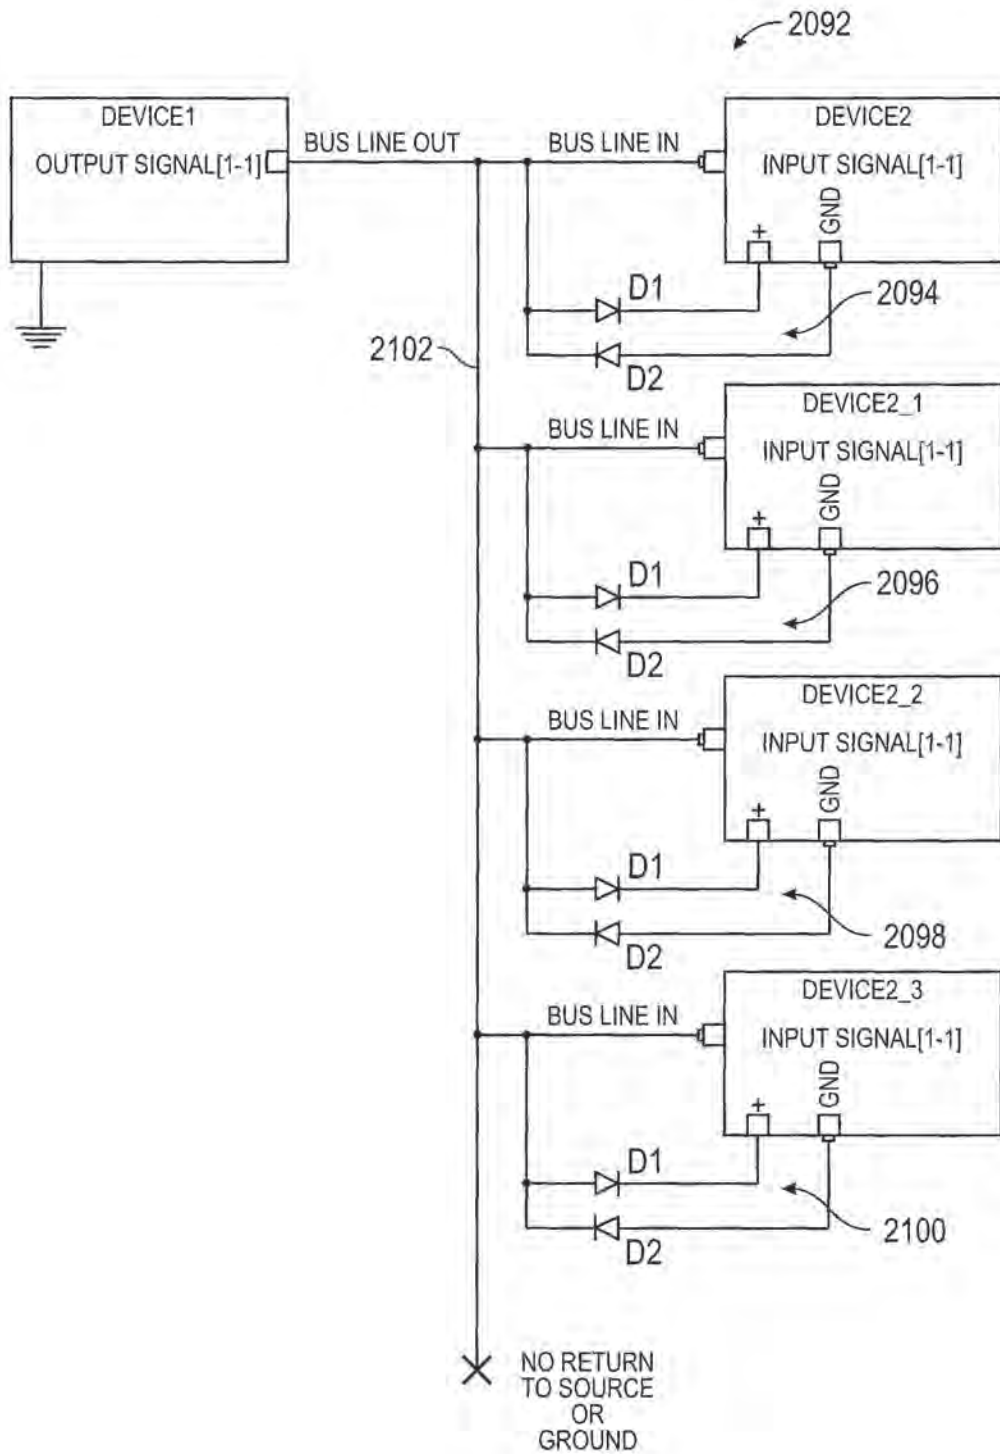 2092
DEVICE1
OUTPUT SIGNAL[1-1]
BUS LINE OUT
BUS LINE IN
DEVICE2
INPUT SIGNAL[1-1]
+
GND
D1
D2
2094
2102
BUS LINE IN
DEVICE2_1
INPUT SIGNAL[1-1]
+
GND
D1
D2
2096
BUS LINE IN
DEVICE2_2
INPUT SIGNAL[1-1]
+
GND
D1
D2
2098
BUS LINE IN
DEVICE2_3
INPUT SIGNAL[1-1]
+
GND
D1
D2
2100
NO RETURN
TO SOURCE
OR
GROUND